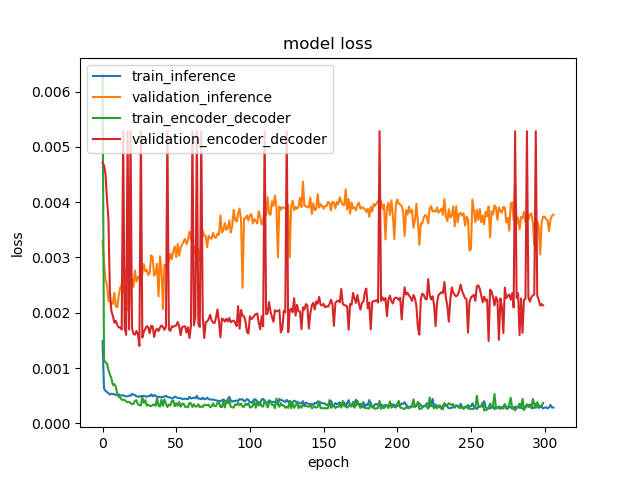 model loss
train_inference
validation_inference
train_encoder_decoder
validation_encoder_decoder
loss
0.006
0.005
0.004
0.003
0.002
0.001
0.000
0 50 100 150 200 250 300
epoch